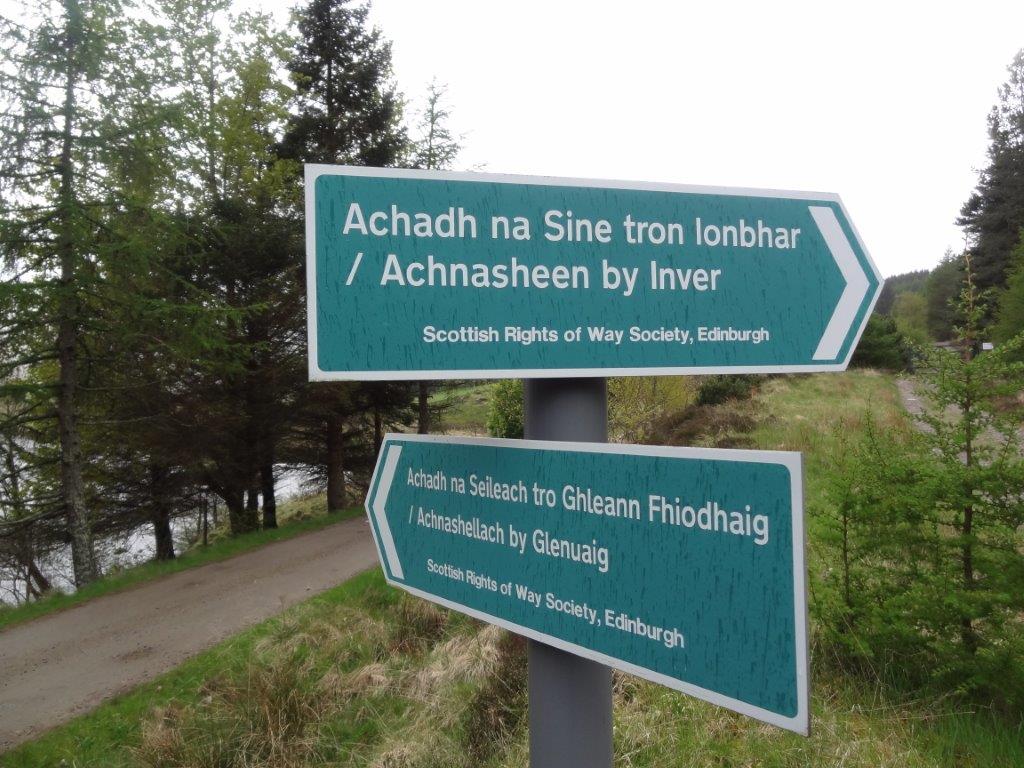 Achadh na Sine tron Ionbhar
/ Achnasheen by Inver
Scottish Rights of Way Society, Edinburgh
Achadh na Seileach tro Ghleann Fhiodhaig
/ Achnashellach by Glenuaig
Scottish Rights of Way Society, Edinburgh